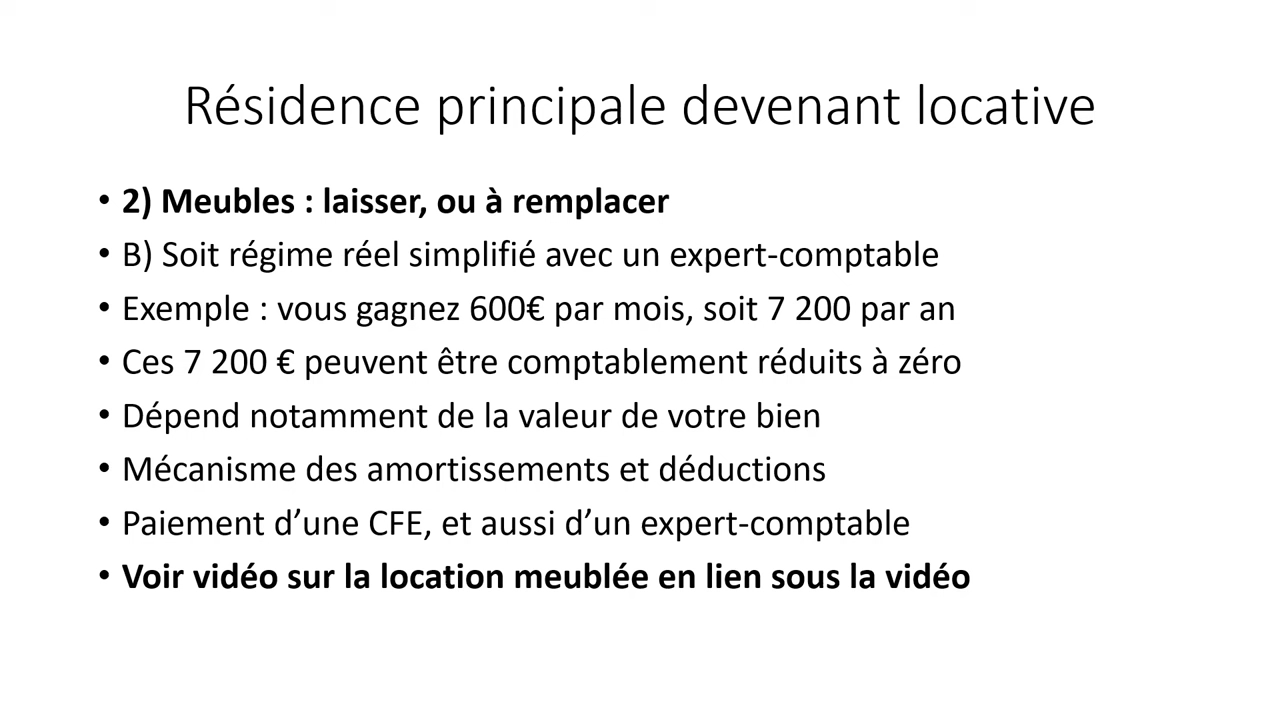 Résidence principale devenant locative
• 2) Meubles : laisser, ou à remplacer
• B) Soit régime réel simplifié avec un expert-comptable
• Exemple : vous gagnez 600€ par mois, soit 7 200 par an
• Ces 7 200 € peuvent être comptablement réduits à zéro
• Dépend notamment de la valeur de votre bien
• Mécanisme des amortissements et déductions
• Paiement d’une CFE, et aussi d’un expert-comptable
• Voir vidéo sur la location meublée en lien sous la vidéo